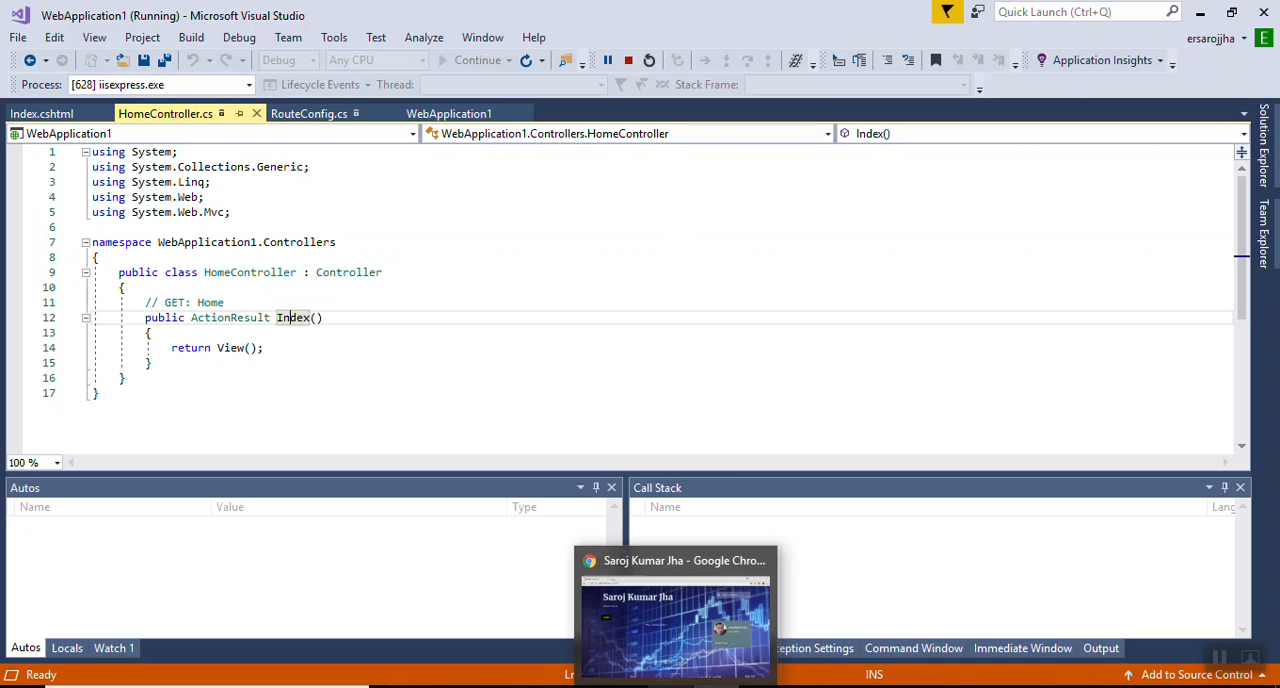 WebApplication1 (Running) - Microsoft Visual Studio
Quick Launch (Ctrl+Q)
File Edit View Project Build Debug Team Tools Test Analyze Window Help
ersarojjha E
Debug Any CPU Continue Application Insights
Process: [628] iisexpress.exe Lifecycle Events Thread: Stack Frame:
Index.cshtml HomeController.cs RouteConfig.cs WebApplication1
WebApplication1 WebApplication1.Controllers.HomeController Index()
1 using System;
2 using System.Collections.Generic;
3 using System.Linq;
4 using System.Web;
5 using System.Web.Mvc;
6
7 namespace WebApplication1.Controllers
8 {
9 public class HomeController : Controller
10 {
11 // GET: Home
12 public ActionResult Index()
13 {
14 return View();
15 }
16 }
17 }
Solution Explorer
Team Explorer
100 %
Autos
Name Value Type
Call Stack
Name Lang
Saroj Kumar Jha - Google Chro...
Saroj Kumar Jha
Autos Locals Watch 1
ception Settings Command Window Immediate Window Output
Ready Ln INS Add to Source Control